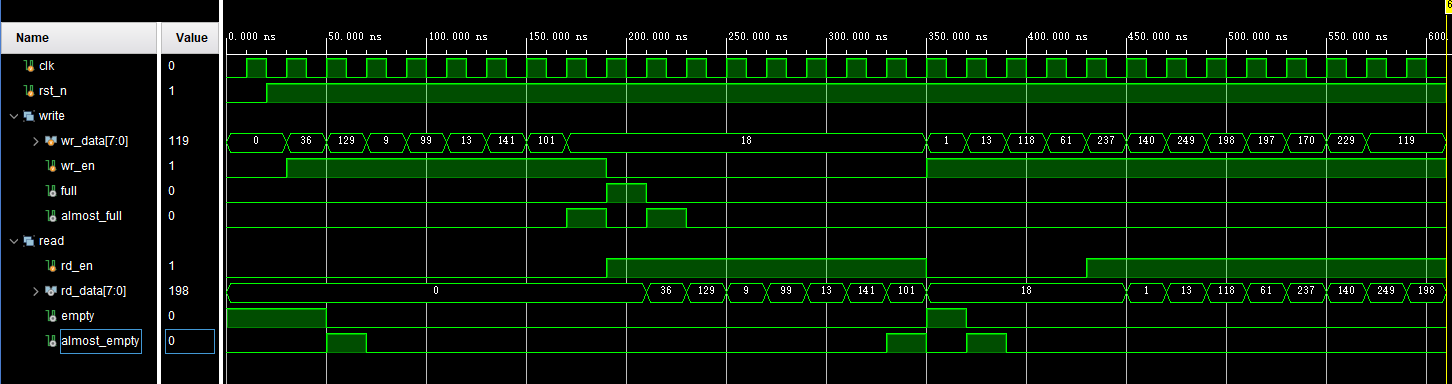 6
Name Value 0.000 ns 50.000 ns 100.000 ns 150.000 ns 200.000 ns 250.000 ns 300.000 ns 350.000 ns 400.000 ns 450.000 ns 500.000 ns 550.000 ns 600.
clk 0
rst_n 1
write
wr_data[7:0] 119 0 36 129 9 99 13 141 101 18 1 13 118 61 237 140 249 198 197 170 229 119
wr_en 1
full 0
almost_full 0
read
rd_en 1
rd_data[7:0] 198 0 36 129 9 99 13 141 101 18 1 13 118 61 237 140 249 198
empty 0
almost_empty 0